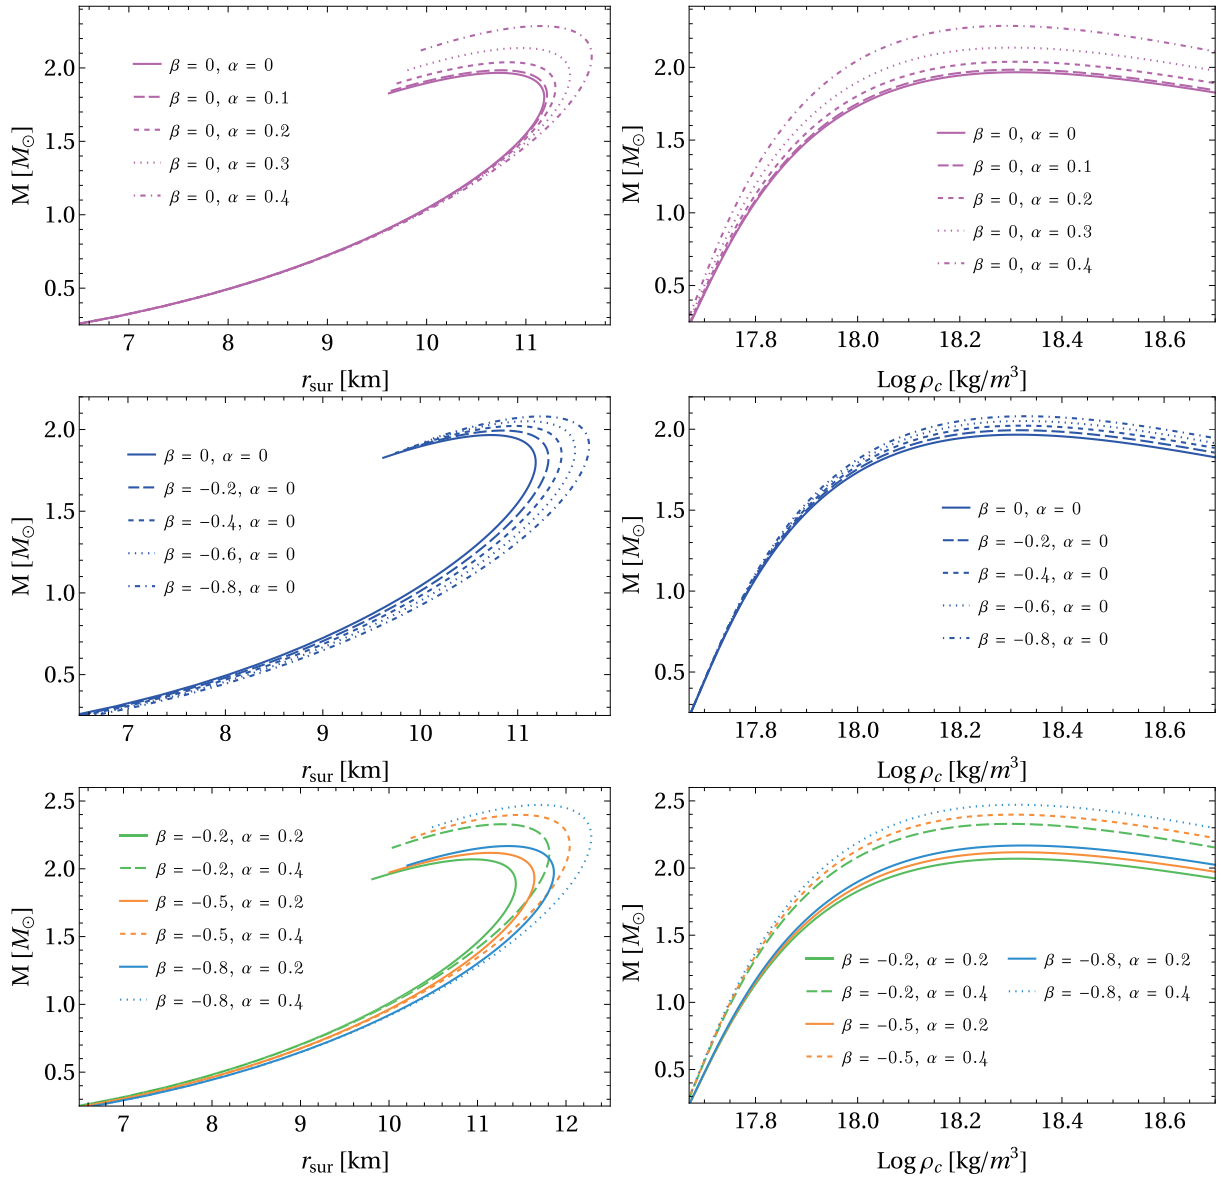 M [M⊙]
2.0
1.5
1.0
0.5
β = 0, α = 0
β = 0, α = 0.1
β = 0, α = 0.2
β = 0, α = 0.3
β = 0, α = 0.4
7 8 9 10 11
r_sur [km]
M [M⊙]
2.0
1.5
1.0
0.5
β = 0, α = 0
β = 0, α = 0.1
β = 0, α = 0.2
β = 0, α = 0.3
β = 0, α = 0.4
17.8 18.0 18.2 18.4 18.6
Log ρ_c [kg/m³]
M [M⊙]
2.0
1.5
1.0
0.5
β = 0, α = 0
β = −0.2, α = 0
β = −0.4, α = 0
β = −0.6, α = 0
β = −0.8, α = 0
7 8 9 10 11
r_sur [km]
M [M⊙]
2.0
1.5
1.0
0.5
β = 0, α = 0
β = −0.2, α = 0
β = −0.4, α = 0
β = −0.6, α = 0
β = −0.8, α = 0
17.8 18.0 18.2 18.4 18.6
Log ρ_c [kg/m³]
M [M⊙]
2.5
2.0
1.5
1.0
0.5
β = −0.2, α = 0.2
β = −0.2, α = 0.4
β = −0.5, α = 0.2
β = −0.5, α = 0.4
β = −0.8, α = 0.2
β = −0.8, α = 0.4
7 8 9 10 11 12
r_sur [km]
M [M⊙]
2.5
2.0
1.5
1.0
0.5
β = −0.2, α = 0.2 β = −0.8, α = 0.2
β = −0.2, α = 0.4 β = −0.8, α = 0.4
β = −0.5, α = 0.2
β = −0.5, α = 0.4
17.8 18.0 18.2 18.4 18.6
Log ρ_c [kg/m³]